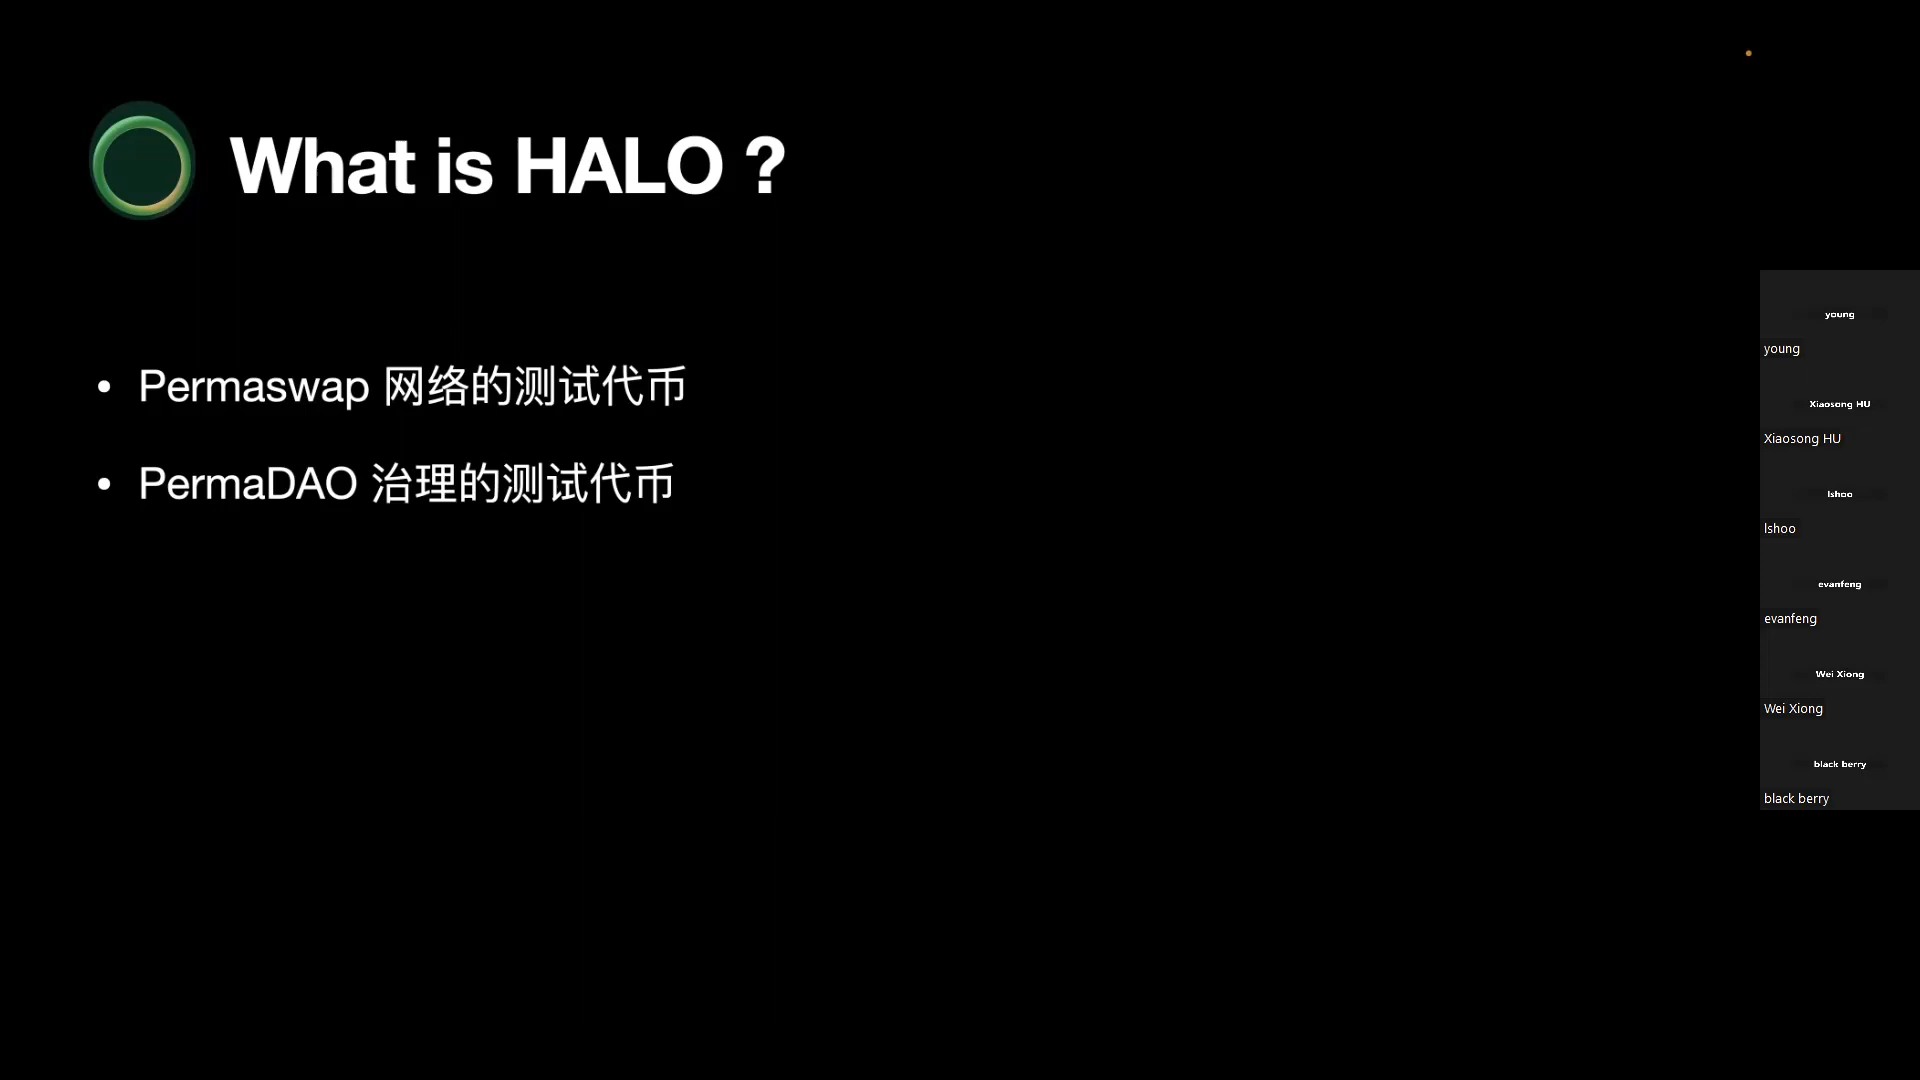 What is HALO ?
• Permaswap 网络的测试代币
• PermaDAO 治理的测试代币
young
young
Xiaosong HU
Xiaosong HU
lshoo
lshoo
evanfeng
evanfeng
Wei Xiong
Wei Xiong
black berry
black berry